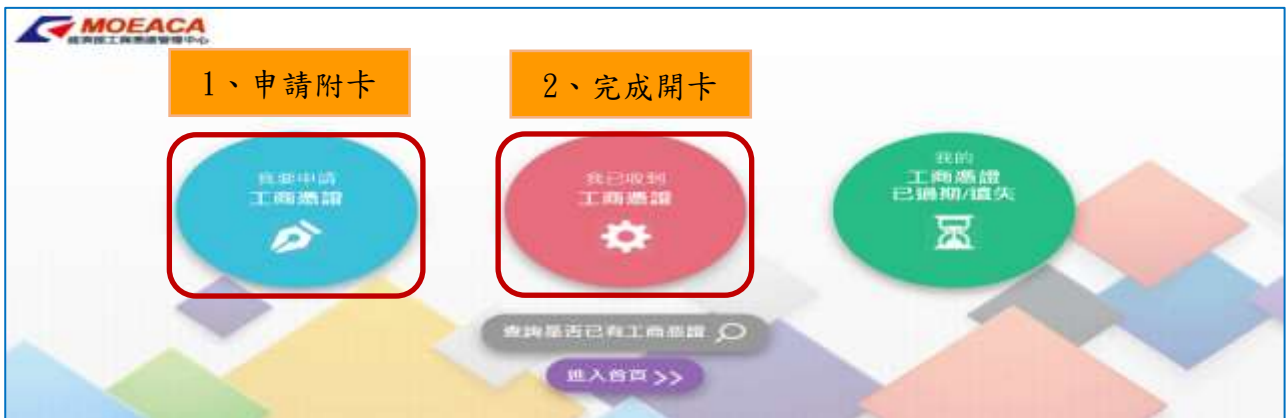 MOEACA
經濟部工商憑證管理中心
1、申請附卡
2、完成開卡
我要申請
工商憑證
我已收到
工商憑證
我的
工商憑證
已過期/遺失
查詢是否已有工商憑證
進入首頁 >>